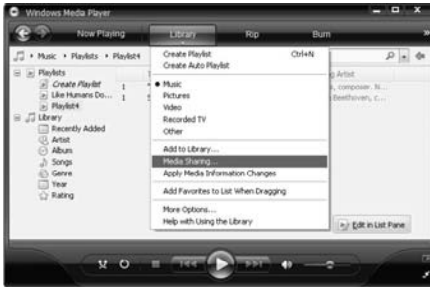 Windows Media Player
Now Playing Library Rip Burn »
Music ▸ Playlists ▸ Playlist4
Create Playlist Ctrl+N
Create Auto Playlist
Music
Pictures
Video
Recorded TV
Other
Add to Library...
Media Sharing...
Apply Media Information Changes
Add Favorites to List When Dragging
More Options...
Help with Using the Library
Playlists
Create Playlist
Like Humans Do...
Playlist4
Library
Recently Added
Artist
Album
Songs
Genre
Year
Rating
1
1
g Artist
, composer. N...
Beethoven, c...
Edit in List Pane